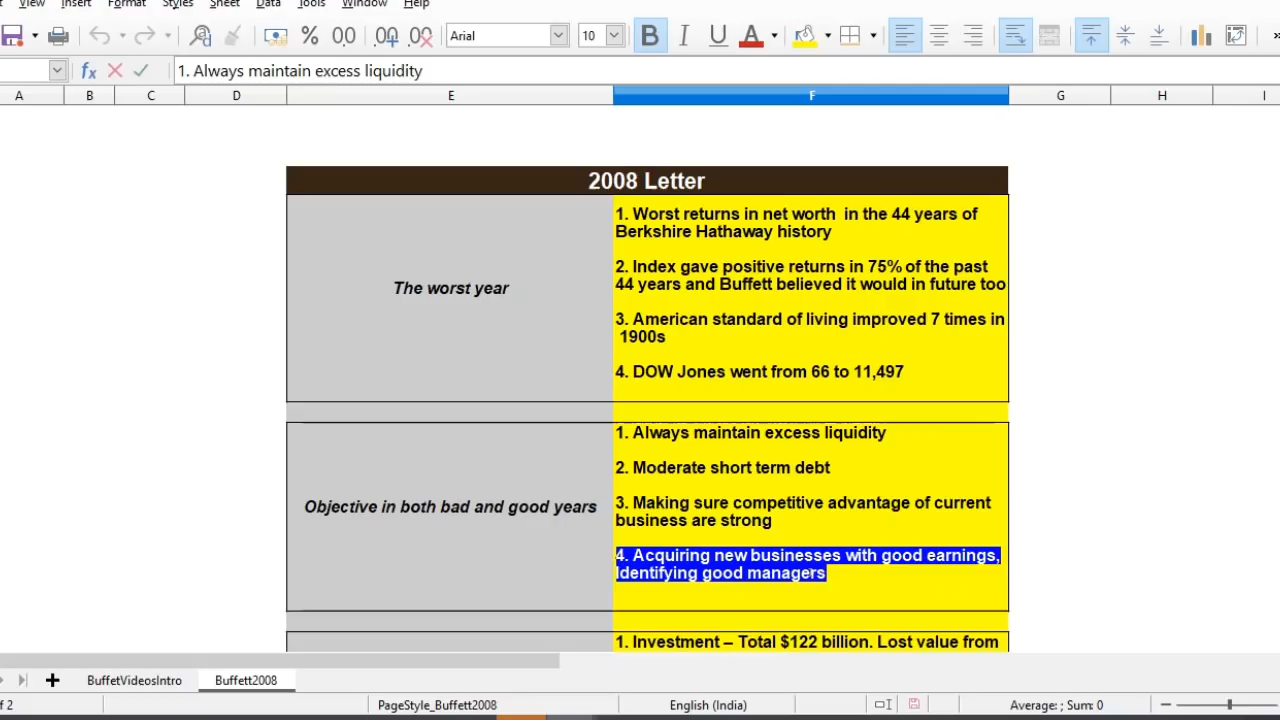 View Insert Format Styles Sheet Data Tools Window Help
Arial 10
1. Always maintain excess liquidity
A B C D E F G H I
2008 Letter
The worst year
1. Worst returns in net worth  in the 44 years of
Berkshire Hathaway history
2. Index gave positive returns in 75% of the past
44 years and Buffett believed it would in future too
3. American standard of living improved 7 times in
1900s
4. DOW Jones went from 66 to 11,497
Objective in both bad and good years
1. Always maintain excess liquidity
2. Moderate short term debt
3. Making sure competitive advantage of current
business are strong
4. Acquiring new businesses with good earnings,
Identifying good managers
1. Investment – Total $122 billion. Lost value from
BuffetVideosIntro Buffett2008
of 2 PageStyle_Buffett2008 English (India) Average: ; Sum: 0